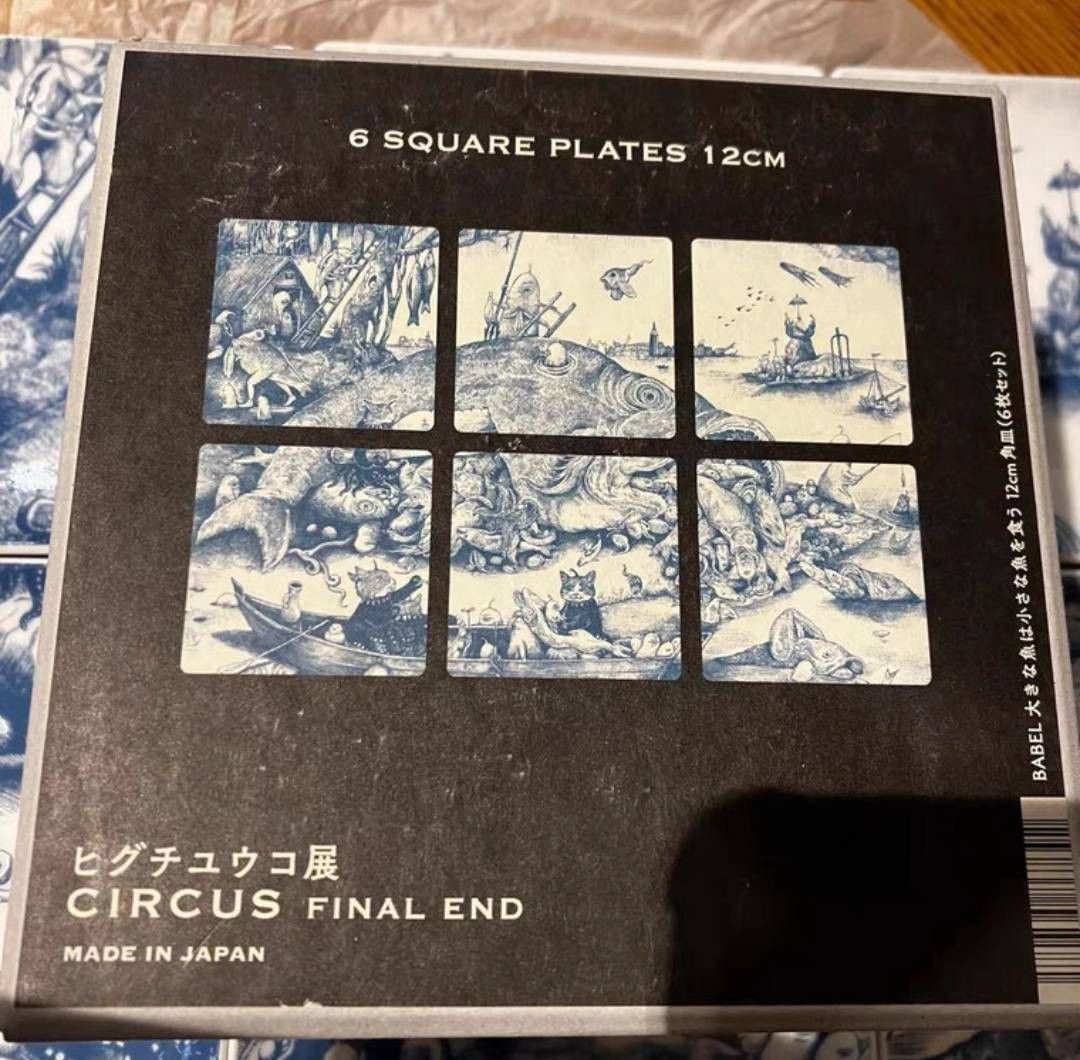 6 SQUARE PLATES 12CM
BABEL 大きな魚は小さな魚を食う 12cm 角皿(6枚セット)
ヒグチユウコ展
CIRCUS FINAL END
MADE IN JAPAN